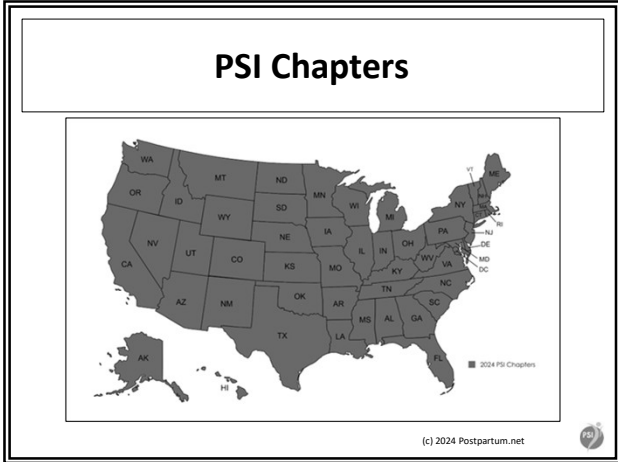 PSI Chapters
WA
MT
ND
MN
VT
ME
OR
ID
WY
SD
WI
MI
NY
RI
NV
UT
CO
NE
IA
IL
IN
OH
PA
NJ
DE
MD
DC
CA
KS
MO
KY
WV
VA
AZ
NM
OK
AR
TN
NC
SC
TX
LA
MS
AL
GA
FL
AK
HI
2024 PSI Chapters
(c) 2024 Postpartum.net
PSI